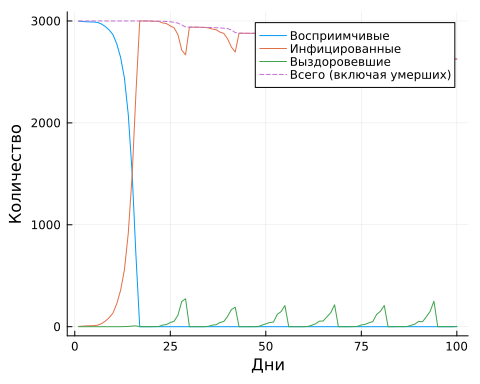 3000
2000
1000
0
Количество
Восприимчивые
Инфицированные
Выздоровевшие
Всего (включая умерших)
0 25 50 75 100
Дни